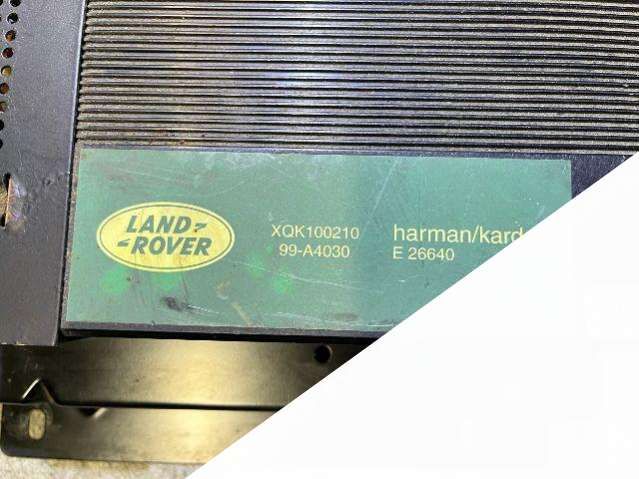 LAND
ROVER
XQK100210
99-A4030
harman/kard
E 26640